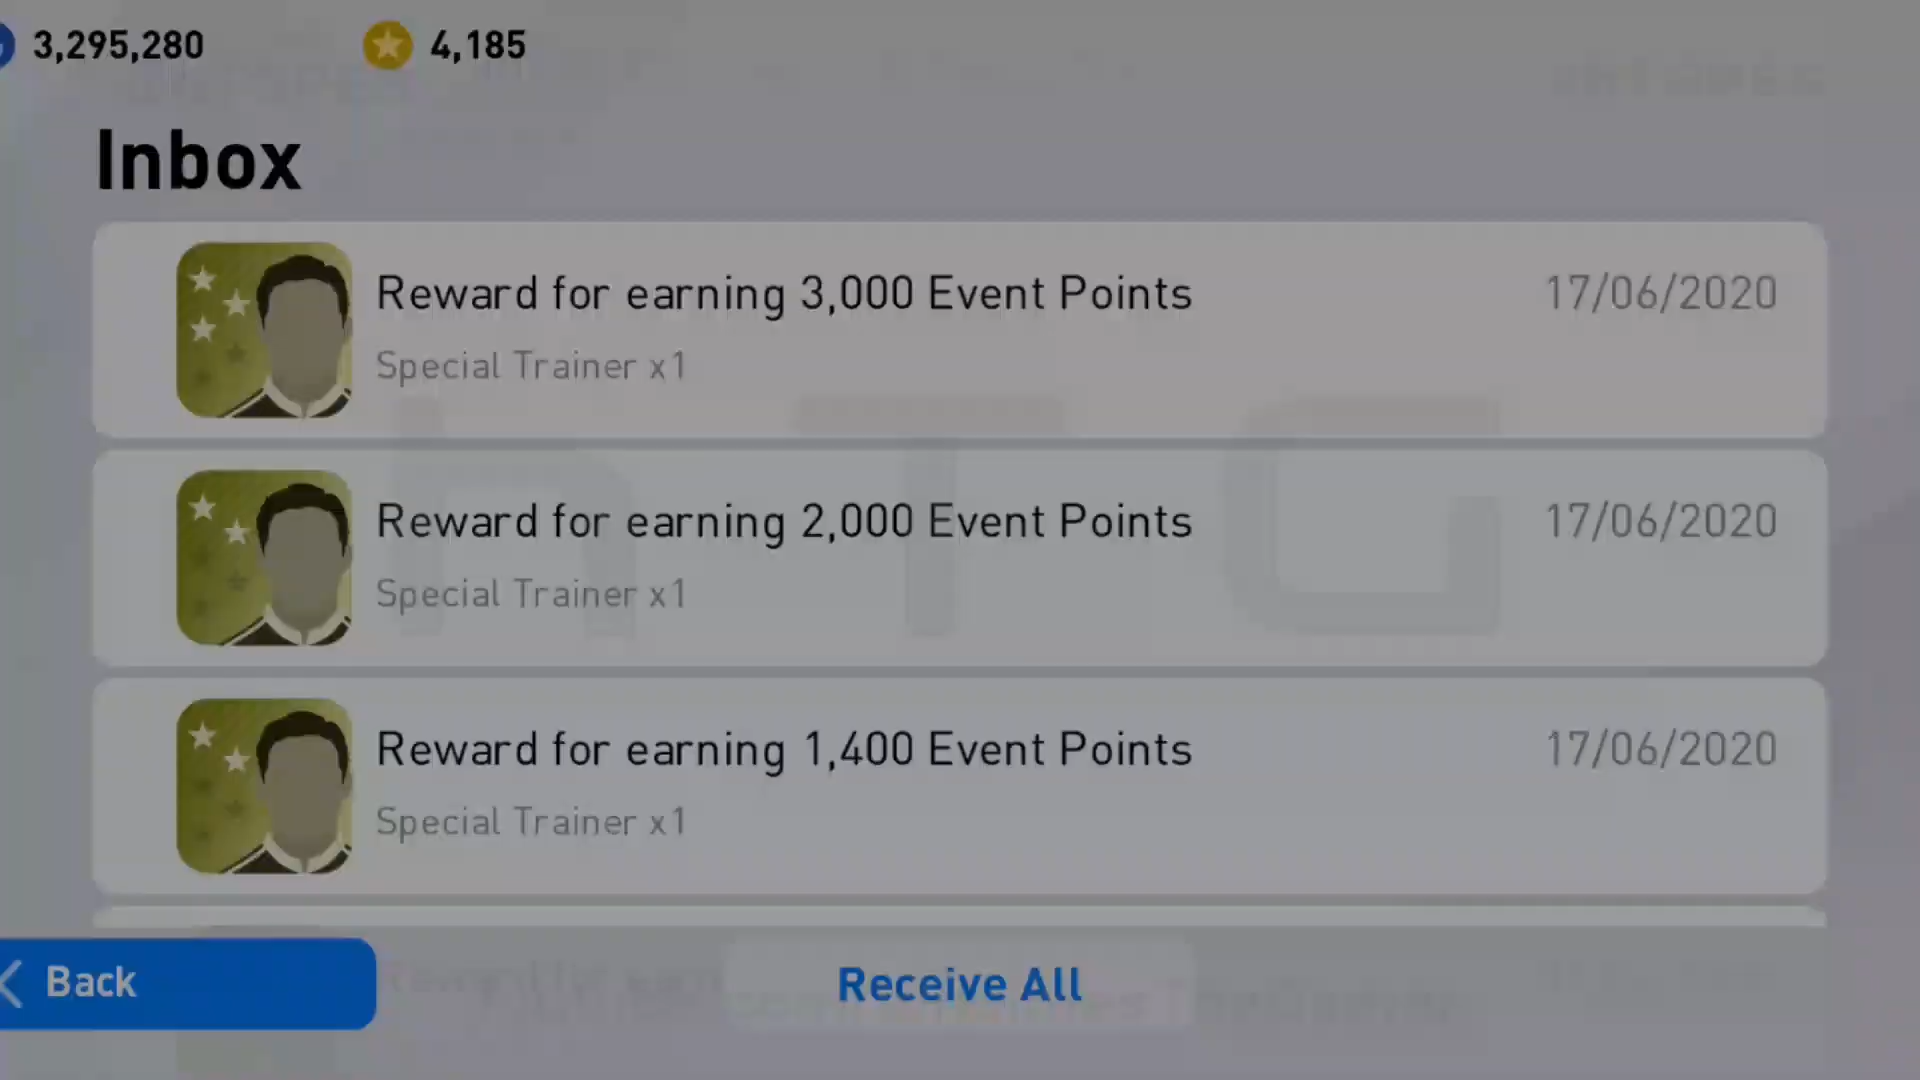 3,295,280
4,185
Inbox
Reward for earning 3,000 Event Points
17/06/2020
Special Trainer x1
Reward for earning 2,000 Event Points
17/06/2020
Special Trainer x1
Reward for earning 1,400 Event Points
17/06/2020
Special Trainer x1
Back
Receive All